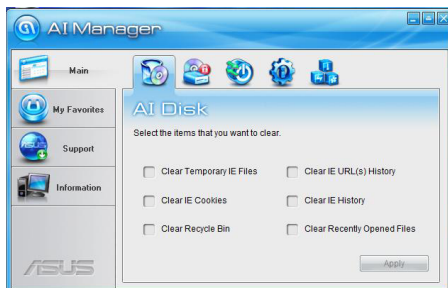 AI Manager
Main
My Favorites
Support
Information
AI Disk
Select the items that you want to clear.
Clear Temporary IE Files
Clear IE URL(s) History
Clear IE Cookies
Clear IE History
Clear Recycle Bin
Clear Recently Opened Files
Apply
ASUS